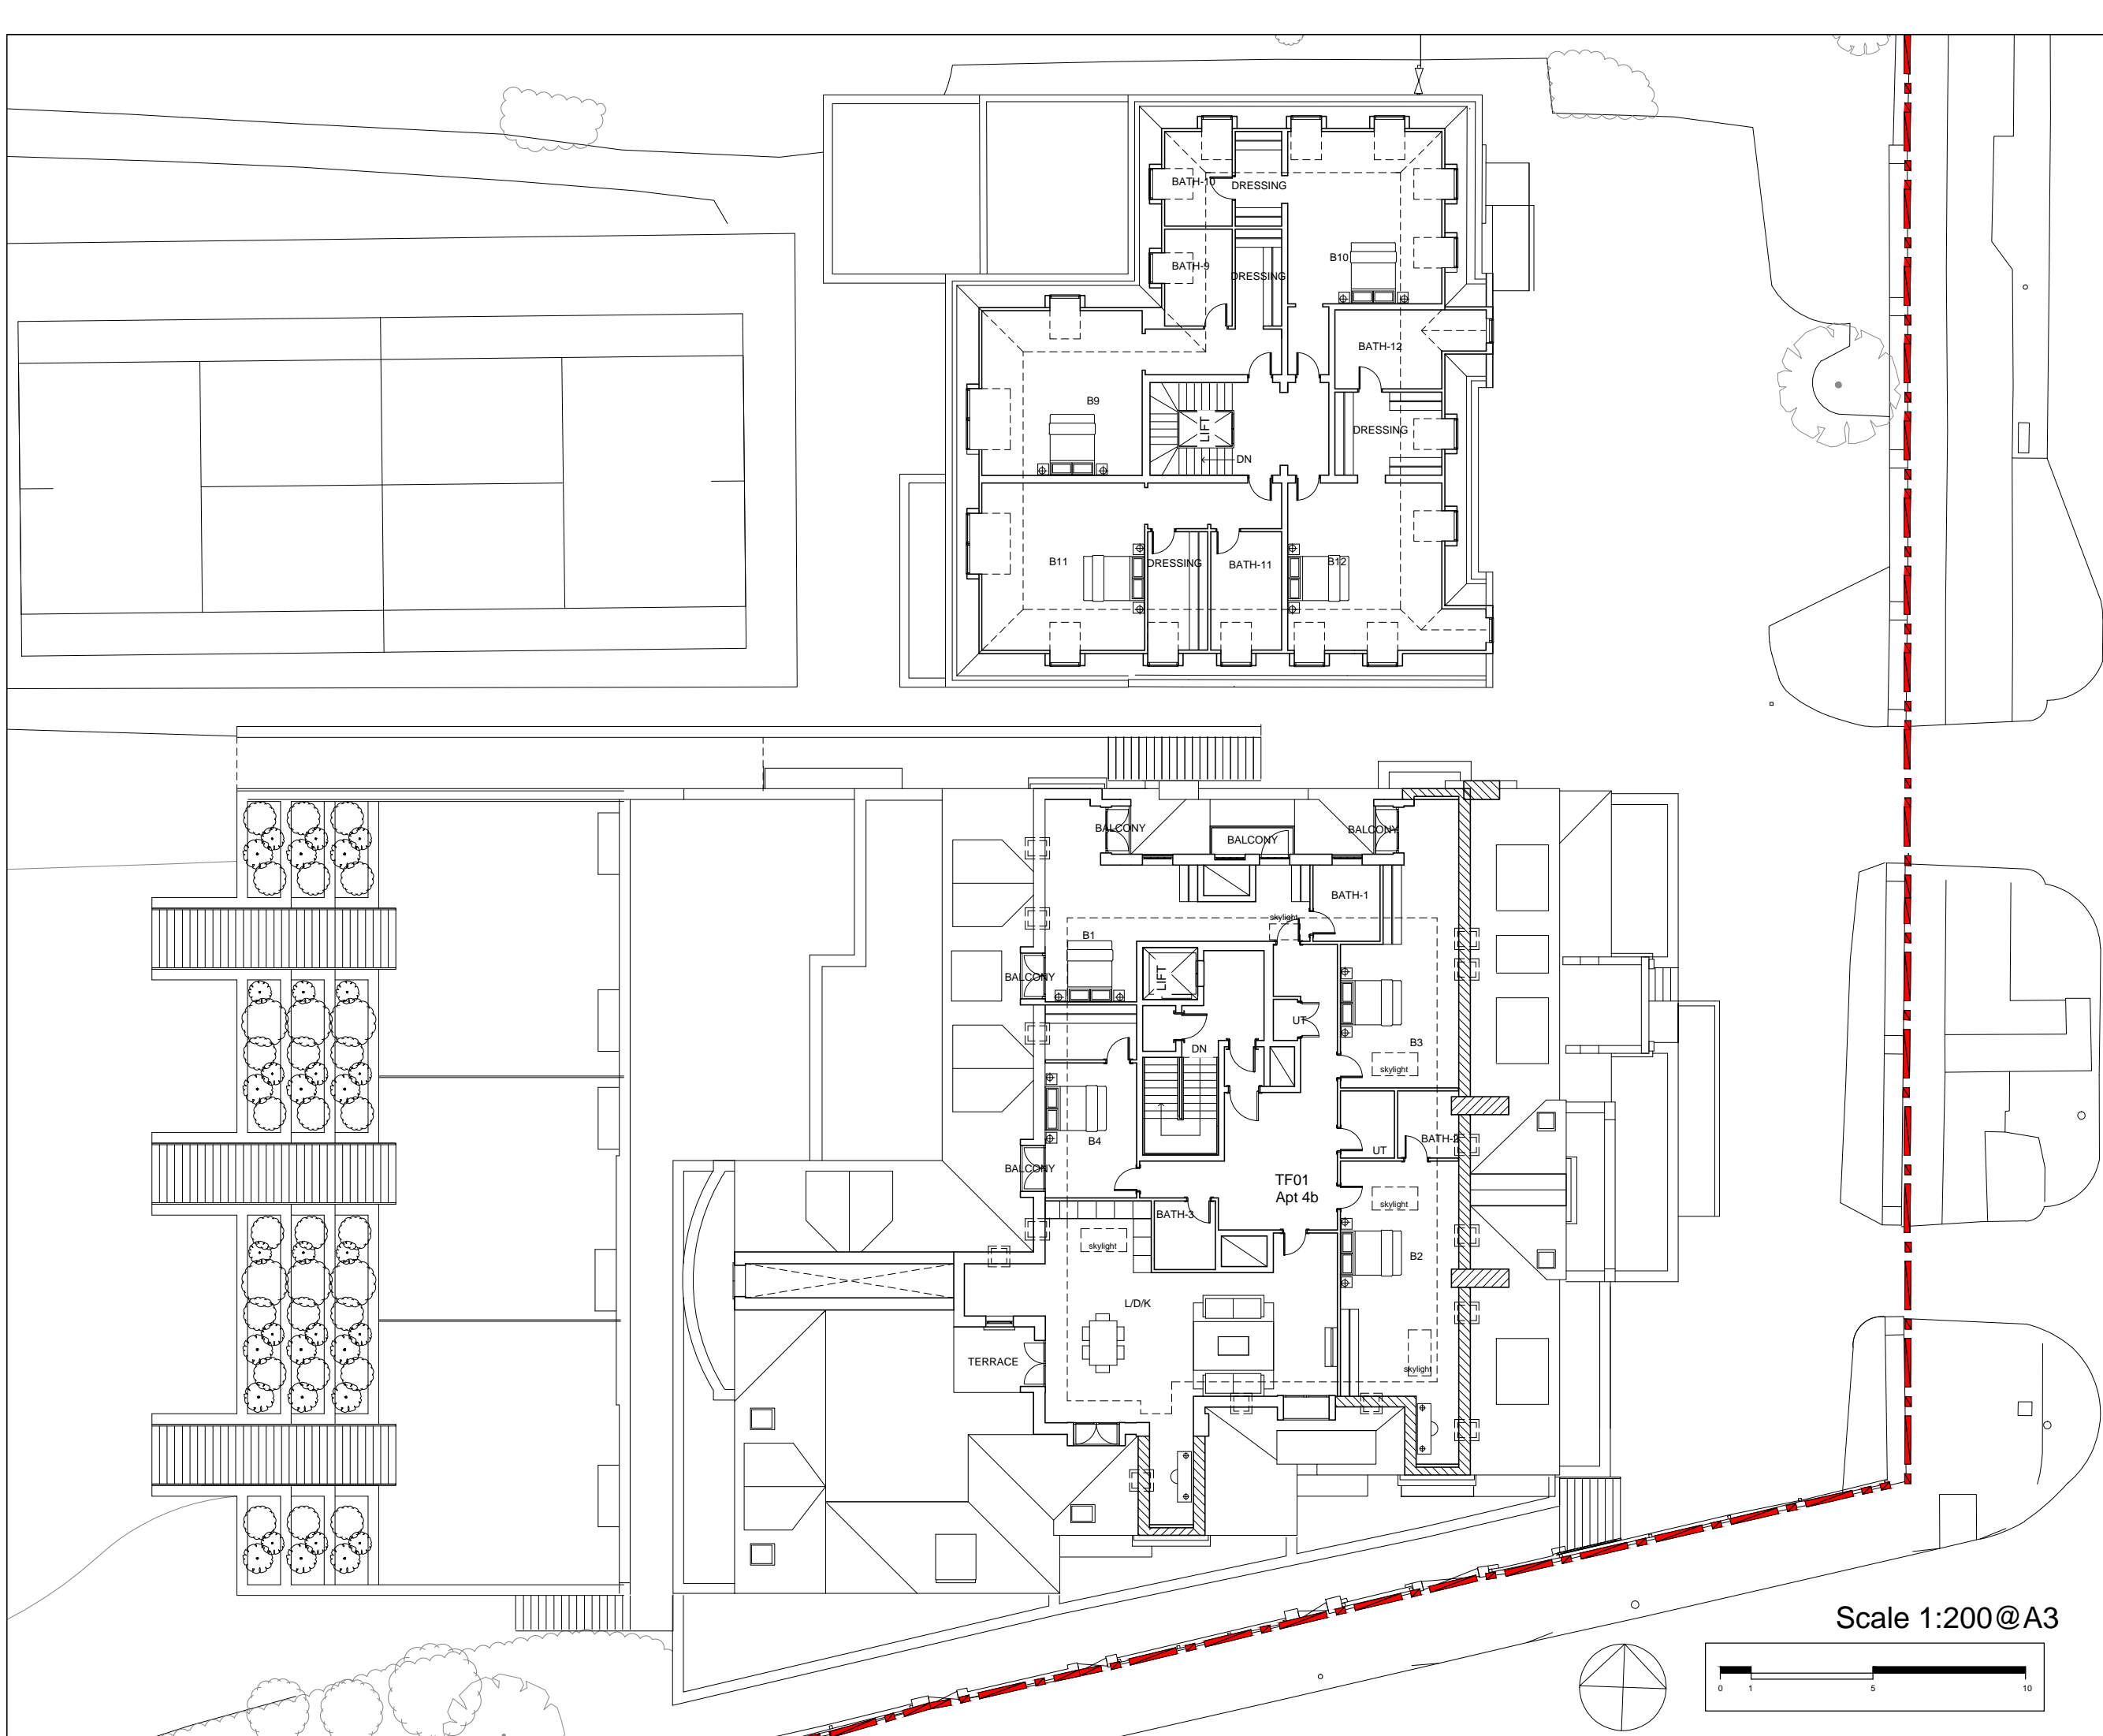 BATH-10
DRESSING
BATH-9
DRESSING
B10
BATH-12
B9
LIFT
DN
DRESSING
B11
DRESSING
BATH-11
B12
BALCONY
BALCONY
BALCONY
BATH-1
skylight
B1
LIFT
BALCONY
UT
DN
B3
skylight
B4
BATH-2
UT
BALCONY
TF01
Apt 4b
skylight
BATH-3
skylight
B2
L/D/K
TERRACE
skylight
Scale 1:200@A3
0 1 5 10